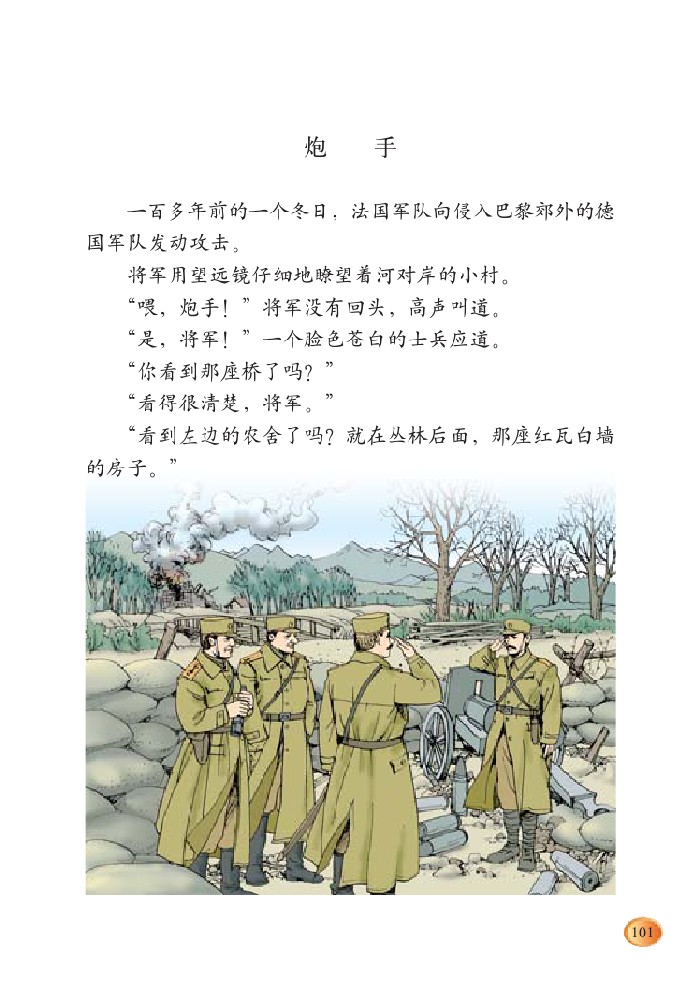 炮 手
一百多年前的一个冬日，法国军队向侵入巴黎郊外的德
国军队发动攻击。
将军用望远镜仔细地瞭望着河对岸的小村。
“喂，炮手！”将军没有回头，高声叫道。
“是，将军！”一个脸色苍白的士兵应道。
“你看到那座桥了吗？”
“看得很清楚，将军。”
“看到左边的农舍了吗？就在丛林后面，那座红瓦白墙
的房子。”
101